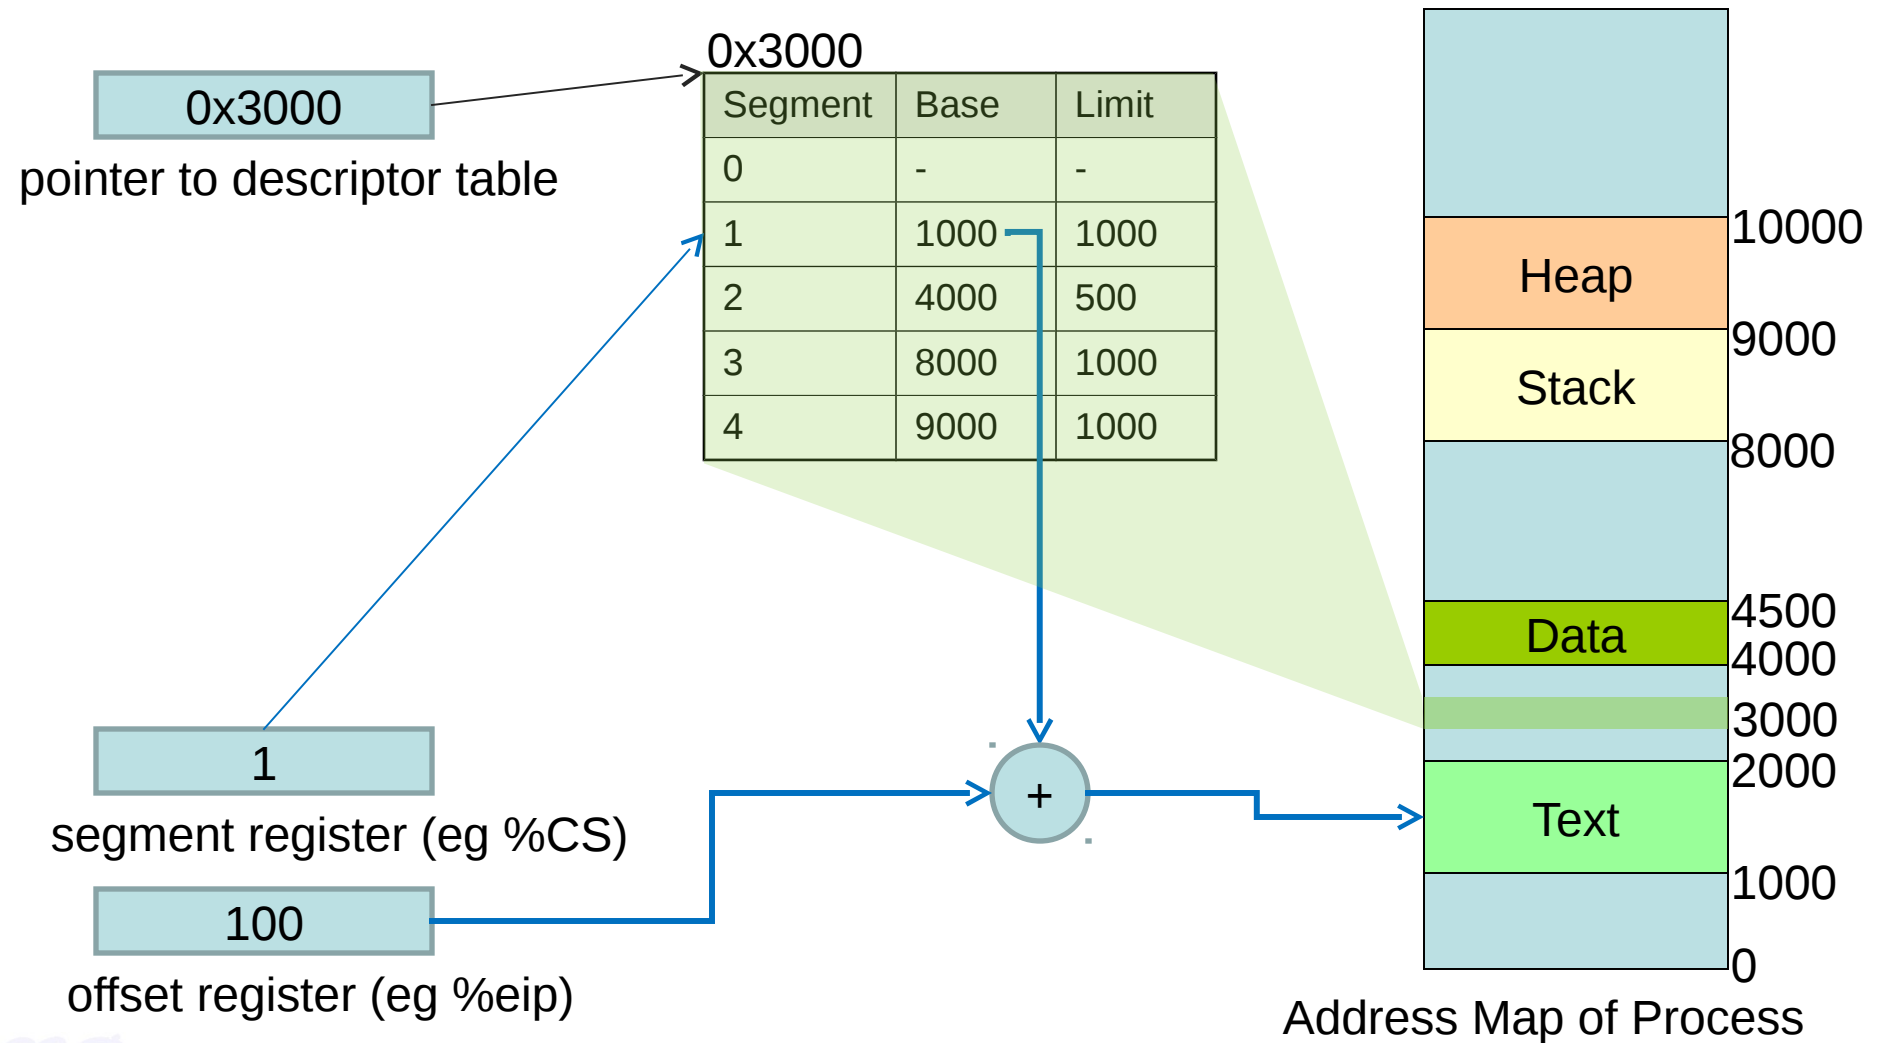 0x3000
pointer to descriptor table
0x3000
Segment Base Limit
0 - -
1 1000 1000
2 4000 500
3 8000 1000
4 9000 1000
1
segment register (eg %CS)
100
offset register (eg %eip)
+
10000
Heap
9000
Stack
8000
4500
Data
4000
3000
2000
Text
1000
0
Address Map of Process